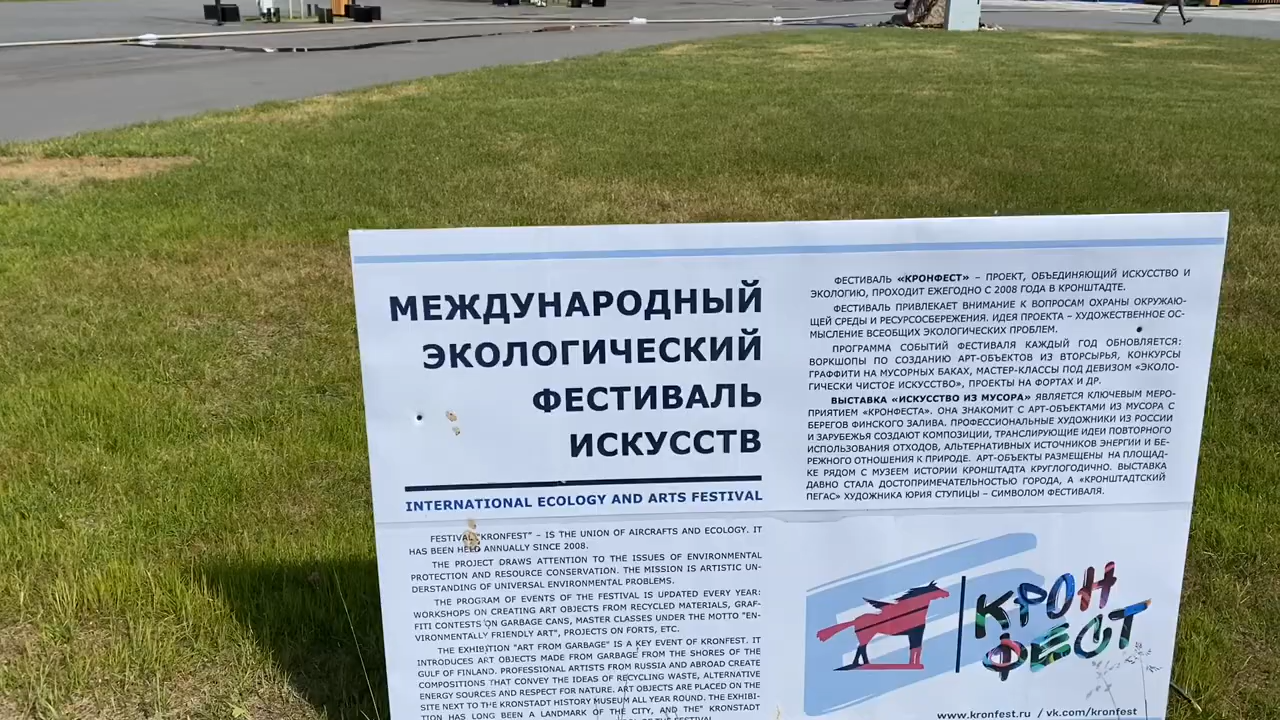 МЕЖДУНАРОДНЫЙ
ЭКОЛОГИЧЕСКИЙ
ФЕСТИВАЛЬ
ИСКУССТВ
INTERNATIONAL ECOLOGY AND ARTS FESTIVAL
FESTIVAL "KRONFEST" – IS THE UNION OF AIRCRAFTS AND ECOLOGY. IT
HAS BEEN HELD ANNUALLY SINCE 2008.
THE PROJECT DRAWS ATTENTION TO THE ISSUES OF ENVIRONMENTAL
PROTECTION AND RESOURCE CONSERVATION. THE MISSION IS ARTISTIC UN-
DERSTANDING OF UNIVERSAL ENVIRONMENTAL PROBLEMS.
THE PROGRAM OF EVENTS OF THE FESTIVAL IS UPDATED EVERY YEAR:
WORKSHOPS ON CREATING ART OBJECTS FROM RECYCLED MATERIALS, GRAF-
FITI CONTESTS ON GARBAGE CANS, MASTER CLASSES UNDER THE MOTTO "EN-
VIRONMENTALLY FRIENDLY ART", PROJECTS ON FORTS, ETC.
THE EXHIBITION "ART FROM GARBAGE" IS A KEY EVENT OF KRONFEST. IT
INTRODUCES ART OBJECTS MADE FROM GARBAGE FROM THE SHORES OF THE
GULF OF FINLAND. PROFESSIONAL ARTISTS FROM RUSSIA AND ABROAD CREATE
COMPOSITIONS THAT CONVEY THE IDEAS OF RECYCLING WASTE, ALTERNATIVE
ENERGY SOURCES AND RESPECT FOR NATURE. ART OBJECTS ARE PLACED ON THE
SITE NEXT TO THE KRONSTADT HISTORY MUSEUM ALL YEAR ROUND. THE EXHIBI-
TION HAS LONG BEEN A LANDMARK OF THE CITY, AND THE" KRONSTADT
OF THE FESTIVAL
ФЕСТИВАЛЬ «КРОНФЕСТ» – ПРОЕКТ, ОБЪЕДИНЯЮЩИЙ ИСКУССТВО И
ЭКОЛОГИЮ, ПРОХОДИТ ЕЖЕГОДНО С 2008 ГОДА В КРОНШТАДТЕ.
ФЕСТИВАЛЬ ПРИВЛЕКАЕТ ВНИМАНИЕ К ВОПРОСАМ ОХРАНЫ ОКРУЖАЮ-
ЩЕЙ СРЕДЫ И РЕСУРСОСБЕРЕЖЕНИЯ. ИДЕЯ ПРОЕКТА – ХУДОЖЕСТВЕННОЕ ОС-
МЫСЛЕНИЕ ВСЕОБЩИХ ЭКОЛОГИЧЕСКИХ ПРОБЛЕМ.
ПРОГРАММА СОБЫТИЙ ФЕСТИВАЛЯ КАЖДЫЙ ГОД ОБНОВЛЯЕТСЯ:
ВОРКШОПЫ ПО СОЗДАНИЮ АРТ-ОБЪЕКТОВ ИЗ ВТОРСЫРЬЯ, КОНКУРСЫ
ГРАФФИТИ НА МУСОРНЫХ БАКАХ, МАСТЕР-КЛАССЫ ПОД ДЕВИЗОМ «ЭКОЛО-
ГИЧЕСКИ ЧИСТОЕ ИСКУССТВО», ПРОЕКТЫ НА ФОРТАХ И ДР.
ВЫСТАВКА «ИСКУССТВО ИЗ МУСОРА» ЯВЛЯЕТСЯ КЛЮЧЕВЫМ МЕРО-
ПРИЯТИЕМ «КРОНФЕСТА». ОНА ЗНАКОМИТ С АРТ-ОБЪЕКТАМИ ИЗ МУСОРА С
БЕРЕГОВ ФИНСКОГО ЗАЛИВА. ПРОФЕССИОНАЛЬНЫЕ ХУДОЖНИКИ ИЗ РОССИИ
И ЗАРУБЕЖЬЯ СОЗДАЮТ КОМПОЗИЦИИ, ТРАНСЛИРУЮЩИЕ ИДЕИ ПОВТОРНОГО
ИСПОЛЬЗОВАНИЯ ОТХОДОВ, АЛЬТЕРНАТИВНЫХ ИСТОЧНИКОВ ЭНЕРГИИ И БЕ-
РЕЖНОГО ОТНОШЕНИЯ К ПРИРОДЕ. АРТ-ОБЪЕКТЫ РАЗМЕЩЕНЫ НА ПЛОЩАД-
КЕ РЯДОМ С МУЗЕЕМ ИСТОРИИ КРОНШТАДТА КРУГЛОГОДИЧНО. ВЫСТАВКА
ДАВНО СТАЛА ДОСТОПРИМЕЧАТЕЛЬНОСТЬЮ ГОРОДА, А «КРОНШТАДТСКИЙ
ПЕГАС» ХУДОЖНИКА ЮРИЯ СТУПИЦЫ – СИМВОЛОМ ФЕСТИВАЛЯ.
КРОН
ФЕСТ
www.kronfest.ru / vk.com/kronfest